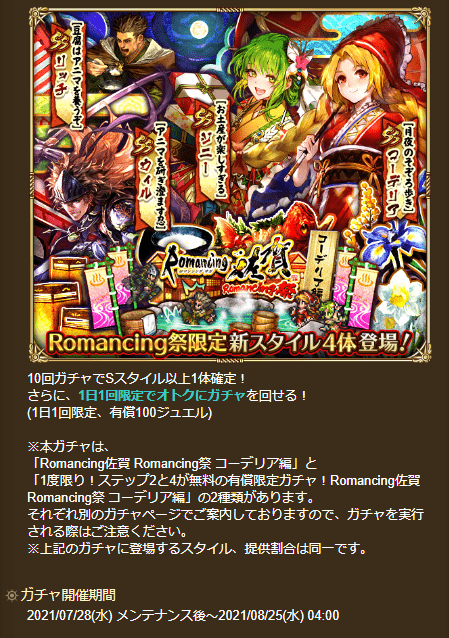 [豆腐はアニマを養うぞ]
SS リッチ
[お土産が楽しすぎる]
SS ジニー
[月夜のそぞろ歩き]
SS コーデリア
[アニマを研ぎ澄ます忍]
SS ウィル
Romancing 佐賀
ロマンシング サガ
Romancing祭
コーデリア編
Romancing祭限定新スタイル4体登場!
10回ガチャでSスタイル以上1体確定!
さらに、1日1回限定でオトクにガチャを回せる!
(1日1回限定、有償100ジュエル)
※本ガチャは、
「Romancing佐賀 Romancing祭 コーデリア編」と
「1度限り!ステップ2と4が無料の有償限定ガチャ!Romancing佐賀
Romancing祭 コーデリア編」の2種類があります。
それぞれ別のガチャページでご案内しておりますので、ガチャを実行
される際はご注意ください。
※上記のガチャに登場するスタイル、提供割合は同一です。
ガチャ開催期間
2021/07/28(水) メンテナンス後～2021/08/25(水) 04:00